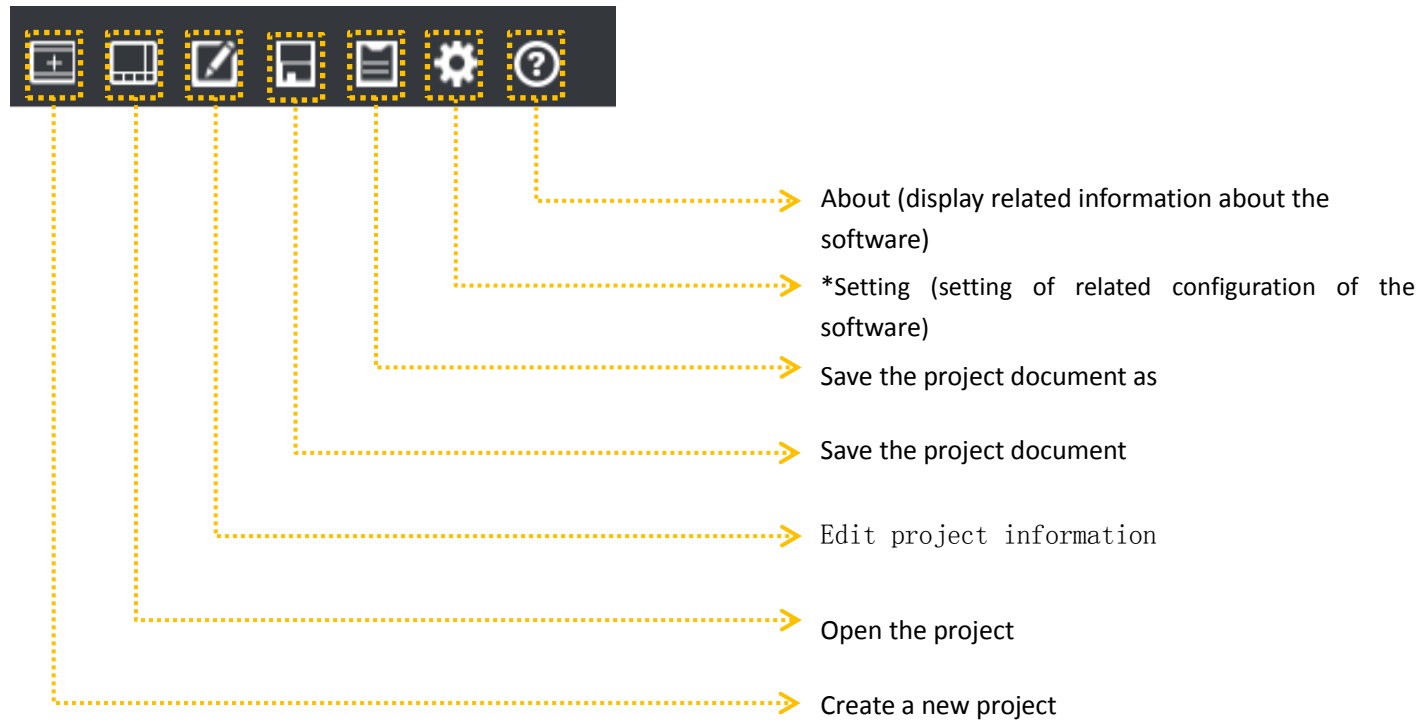 About (display related information about the
software)
*Setting (setting of related configuration of the
software)
Save the project document as
Save the project document
Edit project information
Open the project
Create a new project